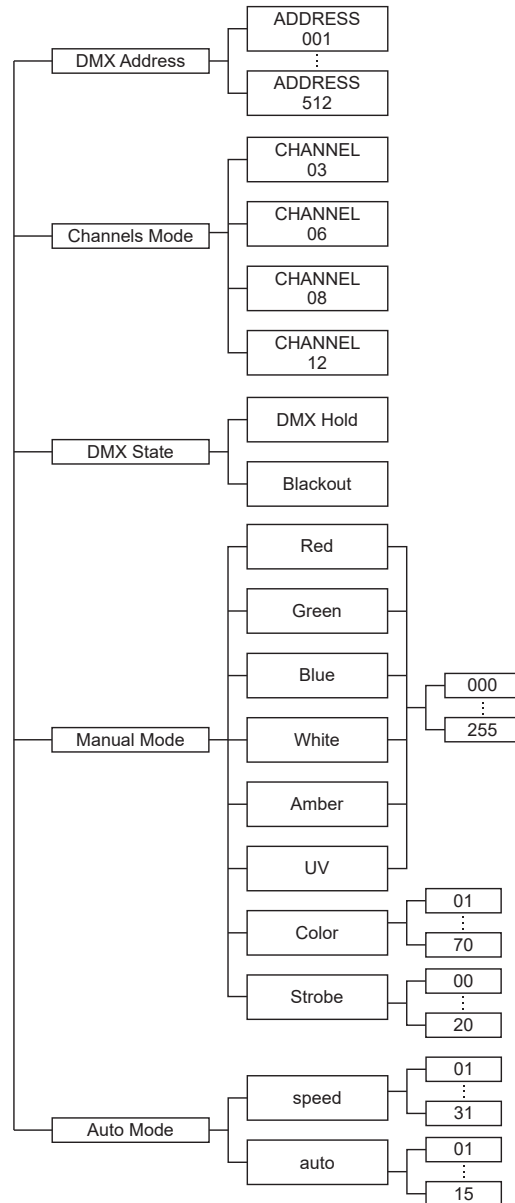 DMX Address
ADDRESS
001
ADDRESS
512
Channels Mode
CHANNEL
03
CHANNEL
06
CHANNEL
08
CHANNEL
12
DMX State
DMX Hold
Blackout
Manual Mode
Red
Green
Blue
White
Amber
UV
000
255
Color
01
70
Strobe
00
20
Auto Mode
speed
01
31
auto
01
15